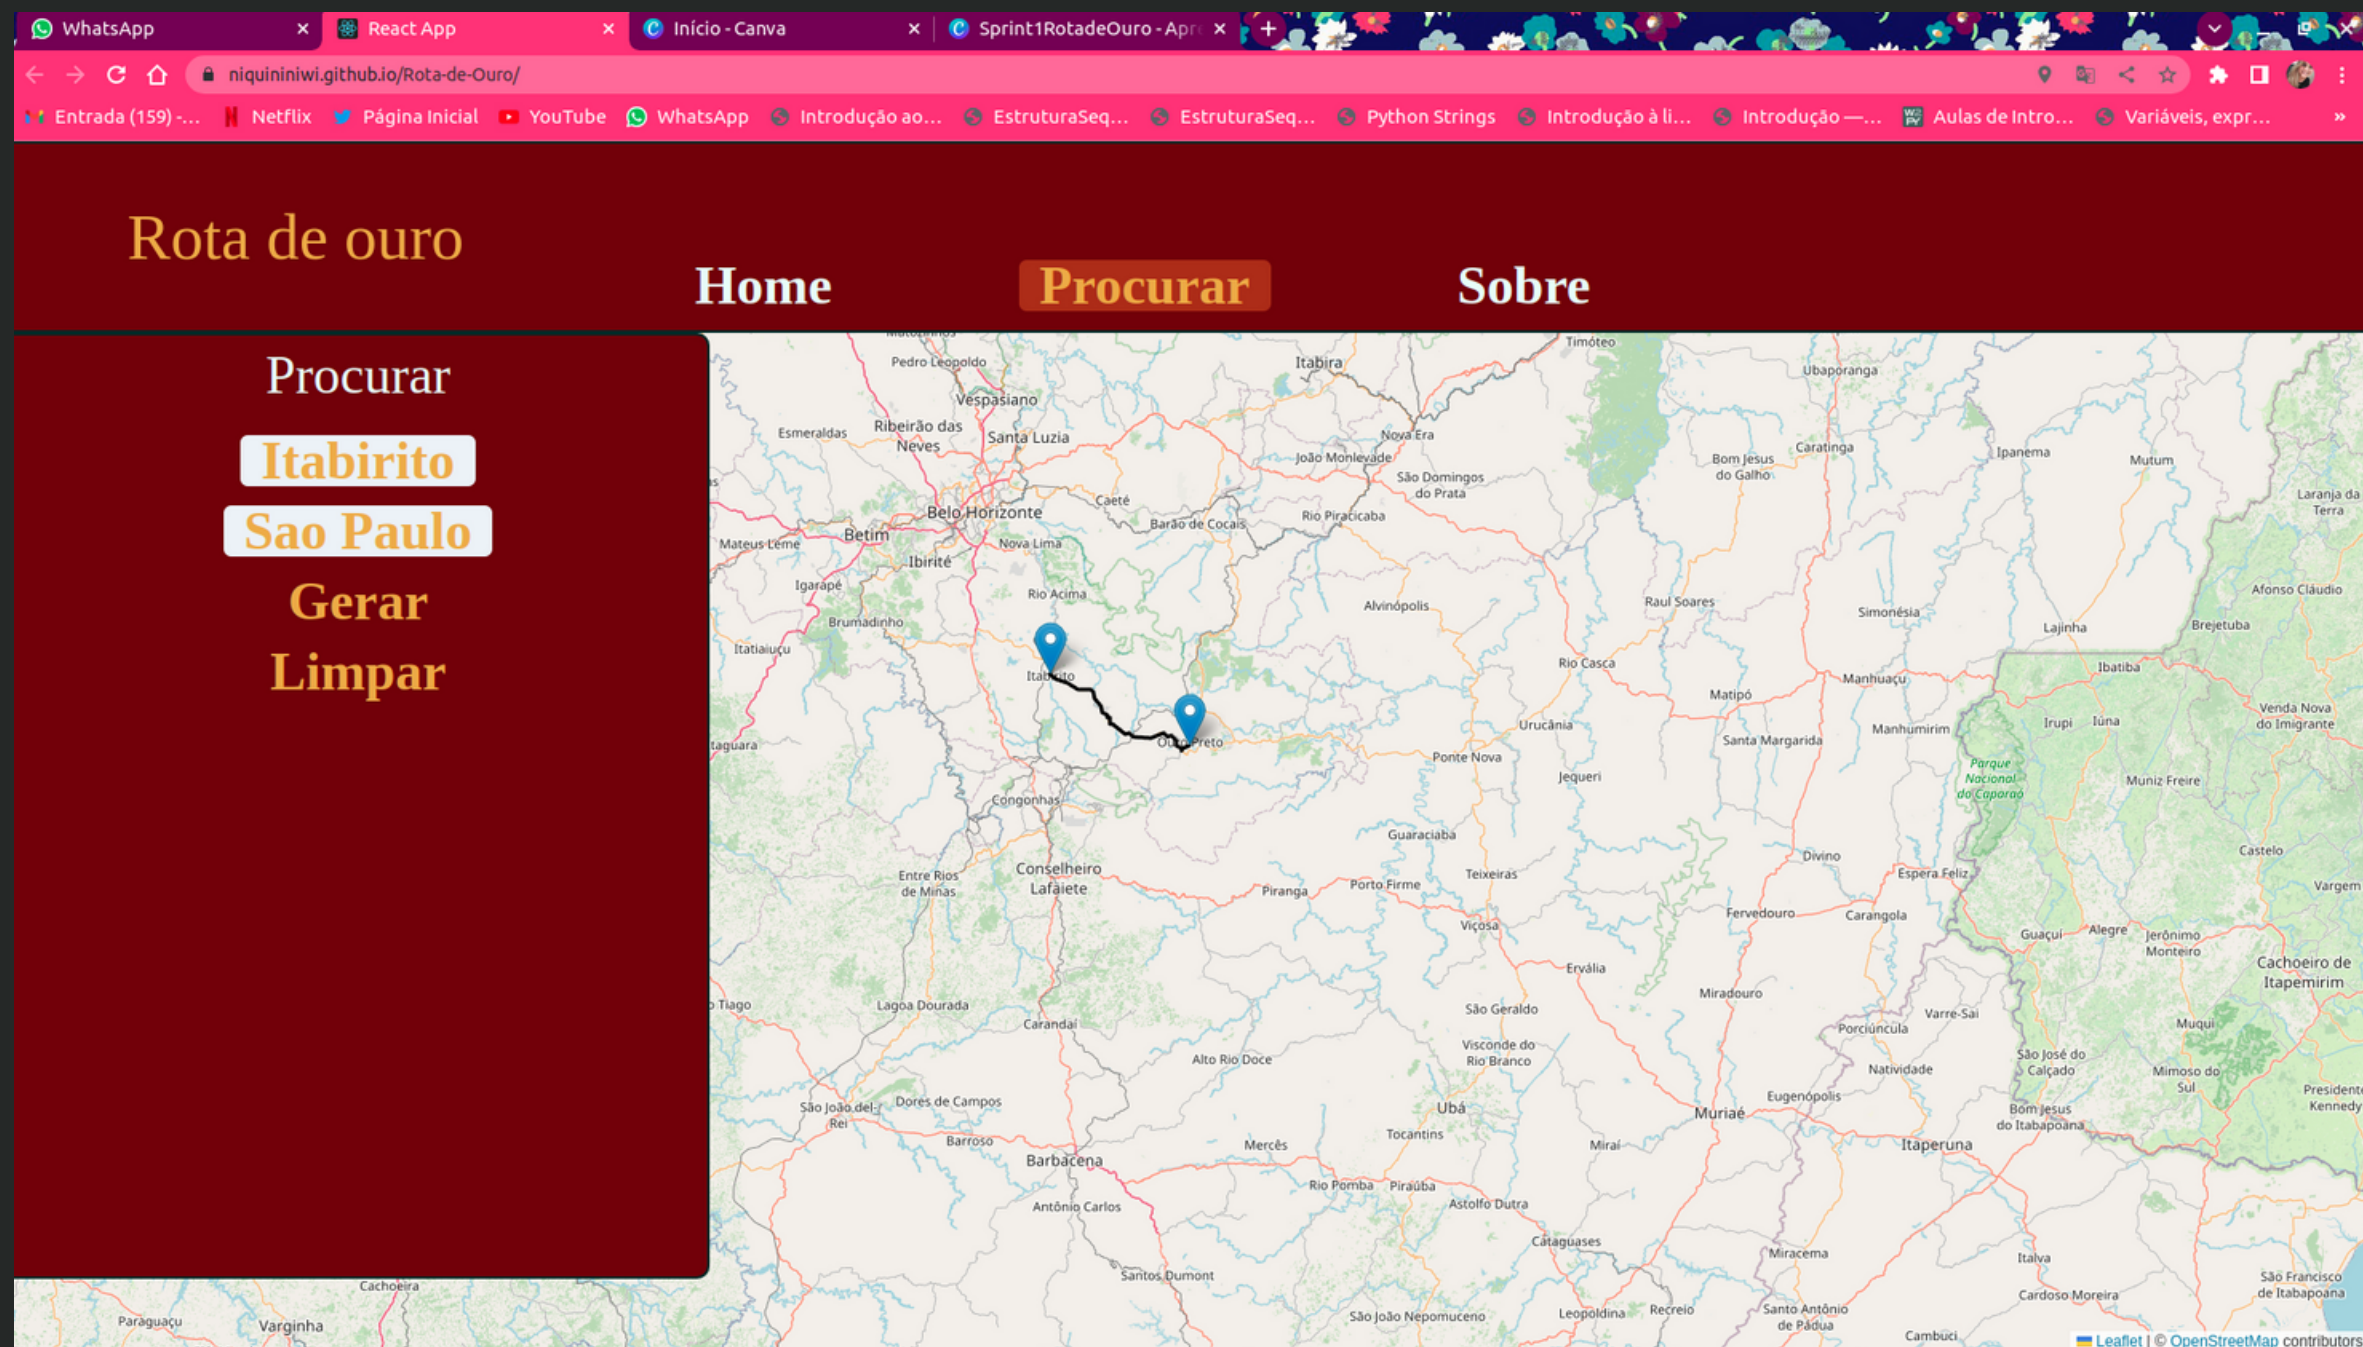 WhatsApp
React App
Início - Canva
Sprint1RotadeOuro - Apr
niquininiwi.github.io/Rota-de-Ouro/
Entrada (159) -...
Netflix
Página Inicial
YouTube
WhatsApp
Introdução ao...
EstruturaSeq...
EstruturaSeq...
Python Strings
Introdução à li...
Introdução —...
Aulas de Intro...
Variáveis, expr...
»
Rota de ouro
Home
Procurar
Sobre
Procurar
Itabirito
Sao Paulo
Gerar
Limpar
Timóteo
Pedro Leopoldo
Itabira
Ubaporanga
Vespasiano
Esmeraldas
Ribeirão das
Neves
Santa Luzia
Nova Era
João Monlevade
Bom Jesus
do Galho
Caratinga
Ipanema
Mutum
São Domingos
do Prata
Laranja da
Terra
Caeté
Belo Horizonte
Barão de Cocais
Rio Piracicaba
Betim
Mateus Leme
Nova Lima
Ibirité
Igarapé
Rio Acima
Alvinópolis
Raul Soares
Simonésia
Afonso Cláudio
Brumadinho
Lajinha
Brejetuba
Itatiaiuçu
Rio Casca
Itabirito
Matipó
Manhuaçu
Ibatiba
Urucânia
Manhumirim
Irupi
Iúna
Venda Nova
do Imigrante
taguara
Ouro Preto
Santa Margarida
Ponte Nova
Jequeri
Parque
Nacional
do Caparaó
Muniz Freire
Congonhas
Guaraciaba
Divino
Castelo
Entre Rios
de Minas
Conselheiro
Lafaiete
Piranga
Porto Firme
Teixeiras
Espera Feliz
Vargem
Viçosa
Fervedouro
Carangola
Guaçuí
Alegre
Jerônimo
Monteiro
Ervália
Cachoeiro de
Itapemirim
o Tiago
Lagoa Dourada
Carandaí
São Geraldo
Miradouro
Varre-Sai
Porciúncula
Muqui
Alto Rio Doce
Visconde do
Rio Branco
São José do
Calçado
Natividade
Mimoso do
Sul
Presidente
Kennedy
São João del-
Rei
Dores de Campos
Ubá
Muriaé
Eugenópolis
Bom Jesus
do Itabapoana
Barroso
Mercês
Tocantins
Miraí
Itaperuna
Barbacena
Rio Pomba
Piraúba
Antônio Carlos
Astolfo Dutra
Cataguases
Miracema
Italva
Cachoeira
Santos Dumont
São Francisco
de Itabapoana
Cardoso Moreira
Paraguaçu
Varginha
São João Nepomuceno
Leopoldina
Recreio
Santo Antônio
de Pádua
Cambuci
Leaflet | © OpenStreetMap contributors